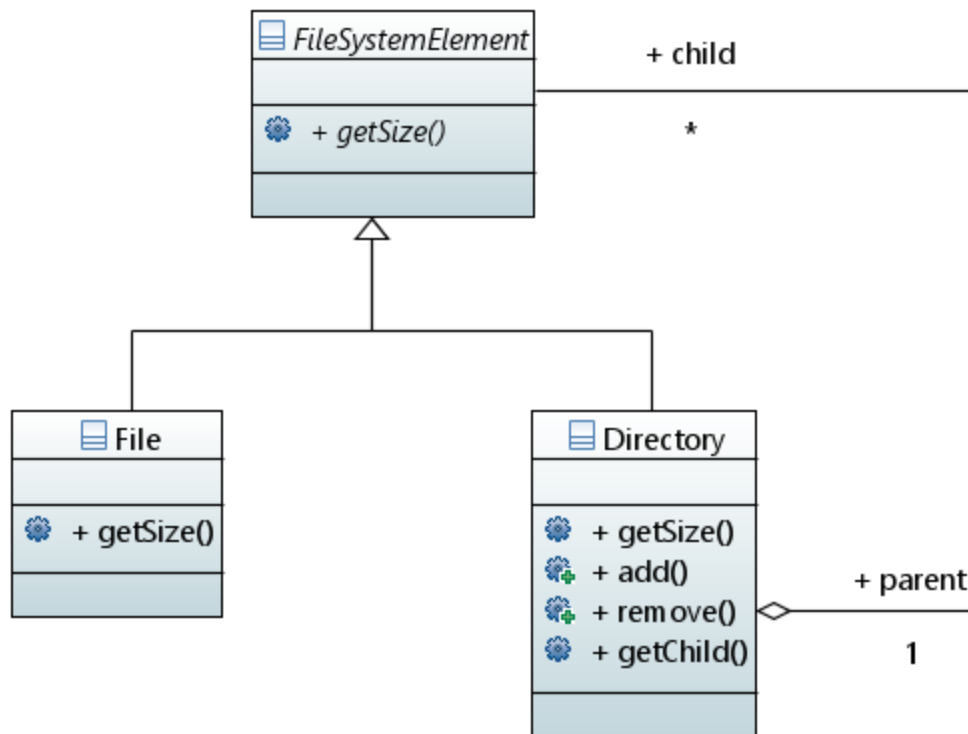 FileSystemElement
+ child
+ getSize()
*
File
Directory
+ getSize()
+ getSize()
+ add()
+ remove()
+ getChild()
+ parent
1